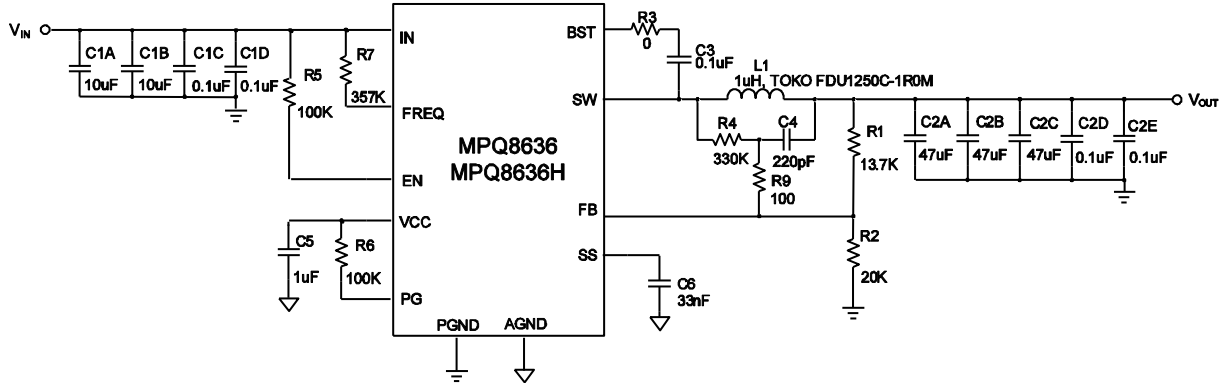 VIN
C1A
10uF
C1B
10uF
C1C
0.1uF
C1D
0.1uF
R5
100K
R7
357K
IN
FREQ
EN
VCC
PG
PGND
AGND
BST
SW
FB
SS
MPQ8636
MPQ8636H
C5
1uF
R6
100K
R3
0
C3
0.1uF
L1
1uH, TOKO FDU1250C-1R0M
R4
330K
C4
220pF
R9
100
R1
13.7K
R2
20K
C6
33nF
C2A
47uF
C2B
47uF
C2C
47uF
C2D
0.1uF
C2E
0.1uF
VOUT